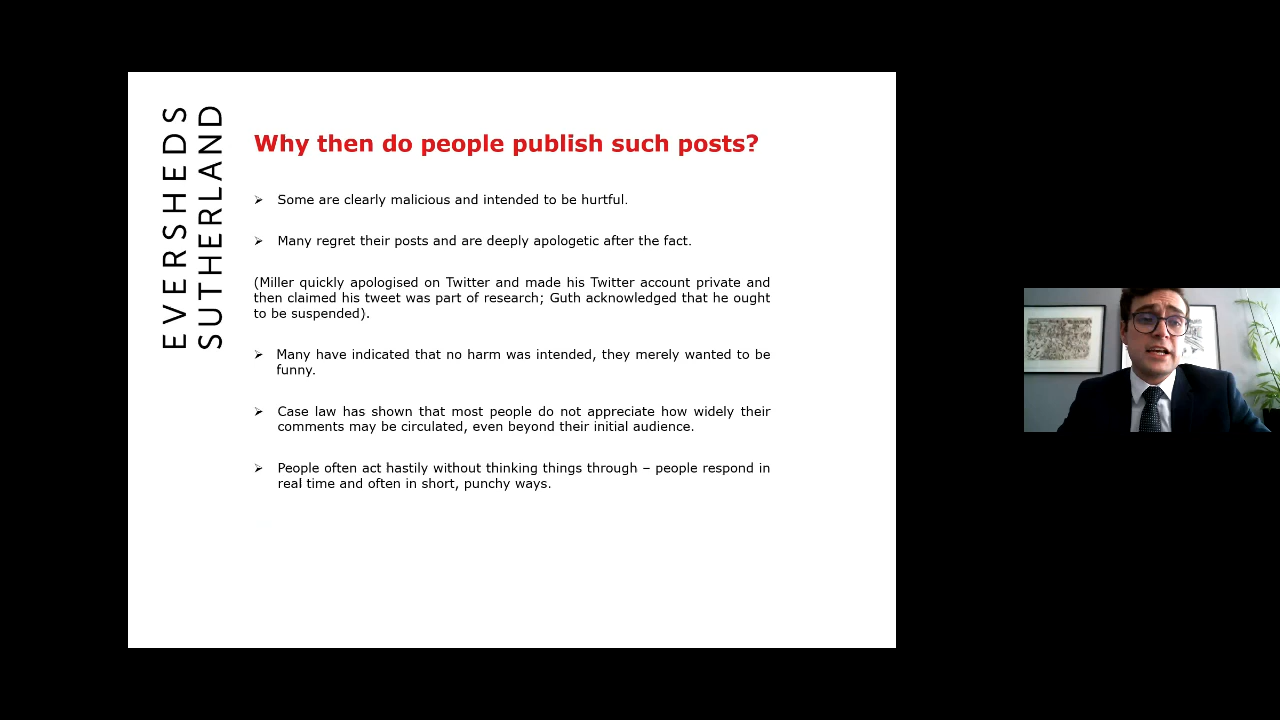 EVERSHEDS
SUTHERLAND
Why then do people publish such posts?
➢ Some are clearly malicious and intended to be hurtful.
➢ Many regret their posts and are deeply apologetic after the fact.
(Miller quickly apologised on Twitter and made his Twitter account private and
then claimed his tweet was part of research; Guth acknowledged that he ought
to be suspended).
➢ Many have indicated that no harm was intended, they merely wanted to be
funny.
➢ Case law has shown that most people do not appreciate how widely their
comments may be circulated, even beyond their initial audience.
➢ People often act hastily without thinking things through – people respond in
real time and often in short, punchy ways.